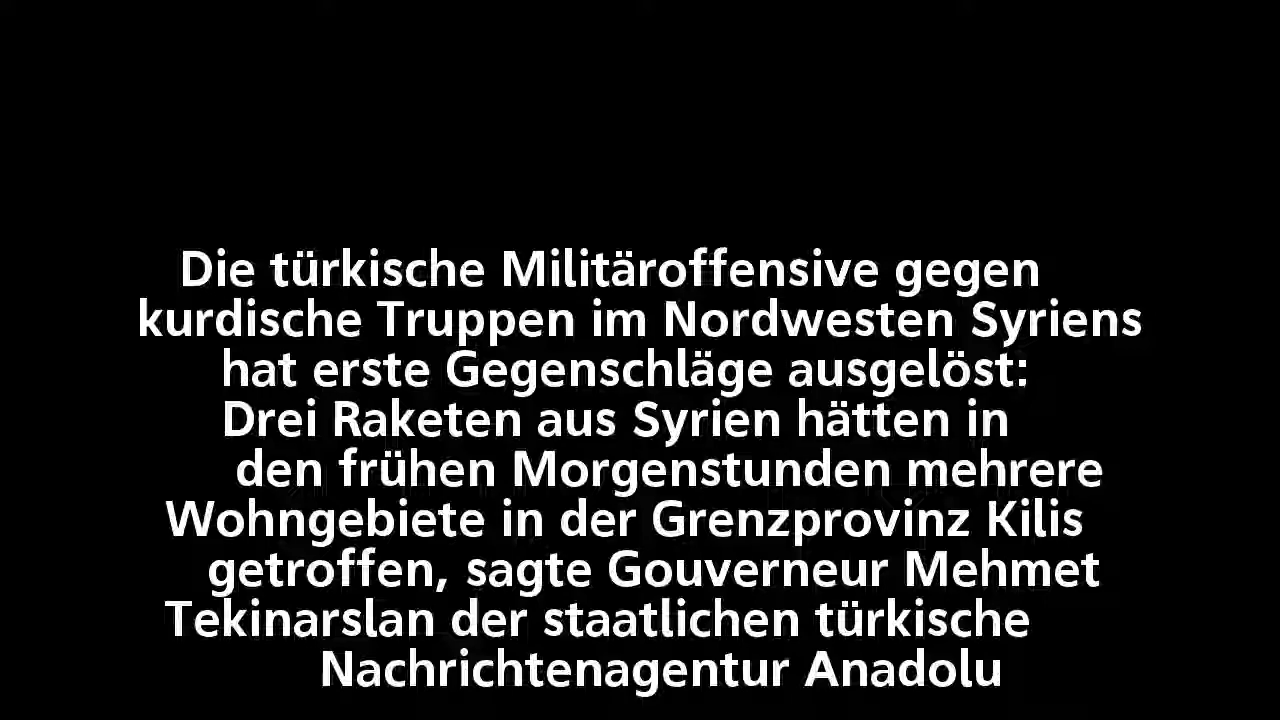 Die türkische Militäroffensive gegen
kurdische Truppen im Nordwesten Syriens
hat erste Gegenschläge ausgelöst:
Drei Raketen aus Syrien hätten in
den frühen Morgenstunden mehrere
Wohngebiete in der Grenzprovinz Kilis
getroffen, sagte Gouverneur Mehmet
Tekinarslan der staatlichen türkische
Nachrichtenagentur Anadolu